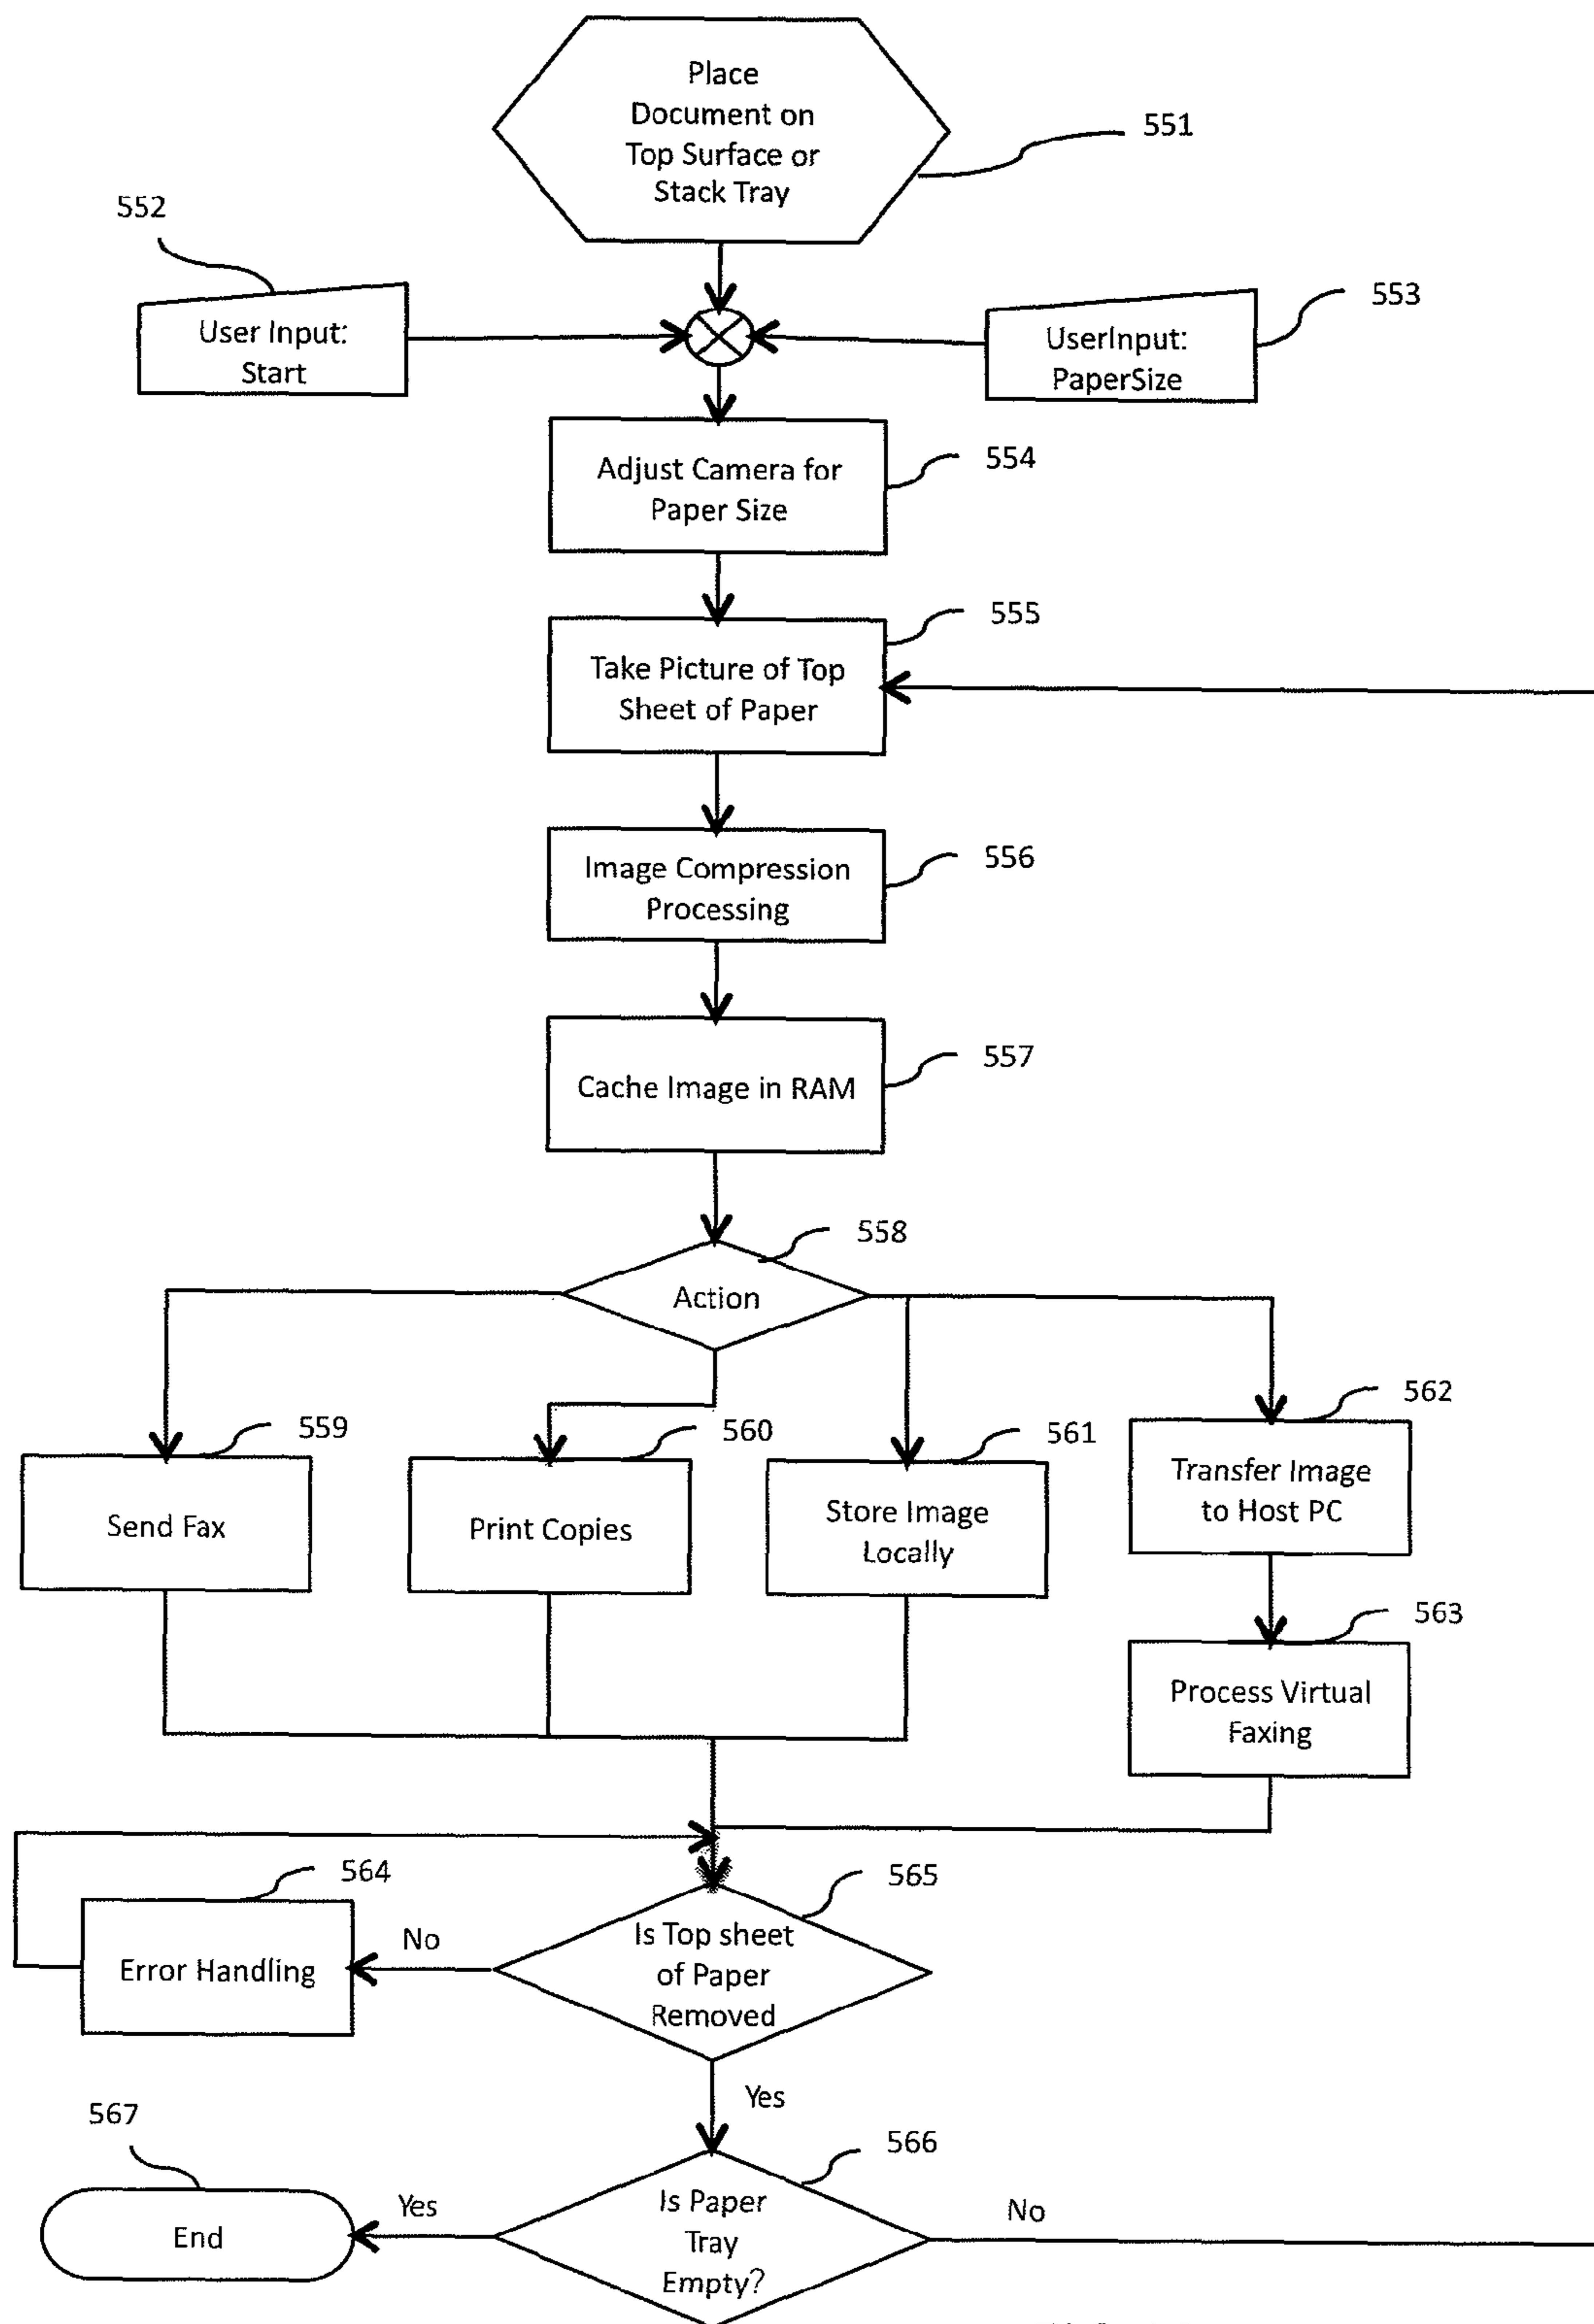 Place
Document on
Top Surface or
Stack Tray
551
552
User Input:
Start
553
UserInput:
PaperSize
Adjust Camera for
Paper Size
554
Take Picture of Top
Sheet of Paper
555
Image Compression
Processing
556
Cache Image in RAM
557
558
Action
559
Send Fax
560
Print Copies
561
Store Image
Locally
562
Transfer Image
to Host PC
563
Process Virtual
Faxing
564
Error Handling
No
565
Is Top sheet
of Paper
Removed
Yes
567
End
Yes
566
Is Paper
Tray
Empty?
No